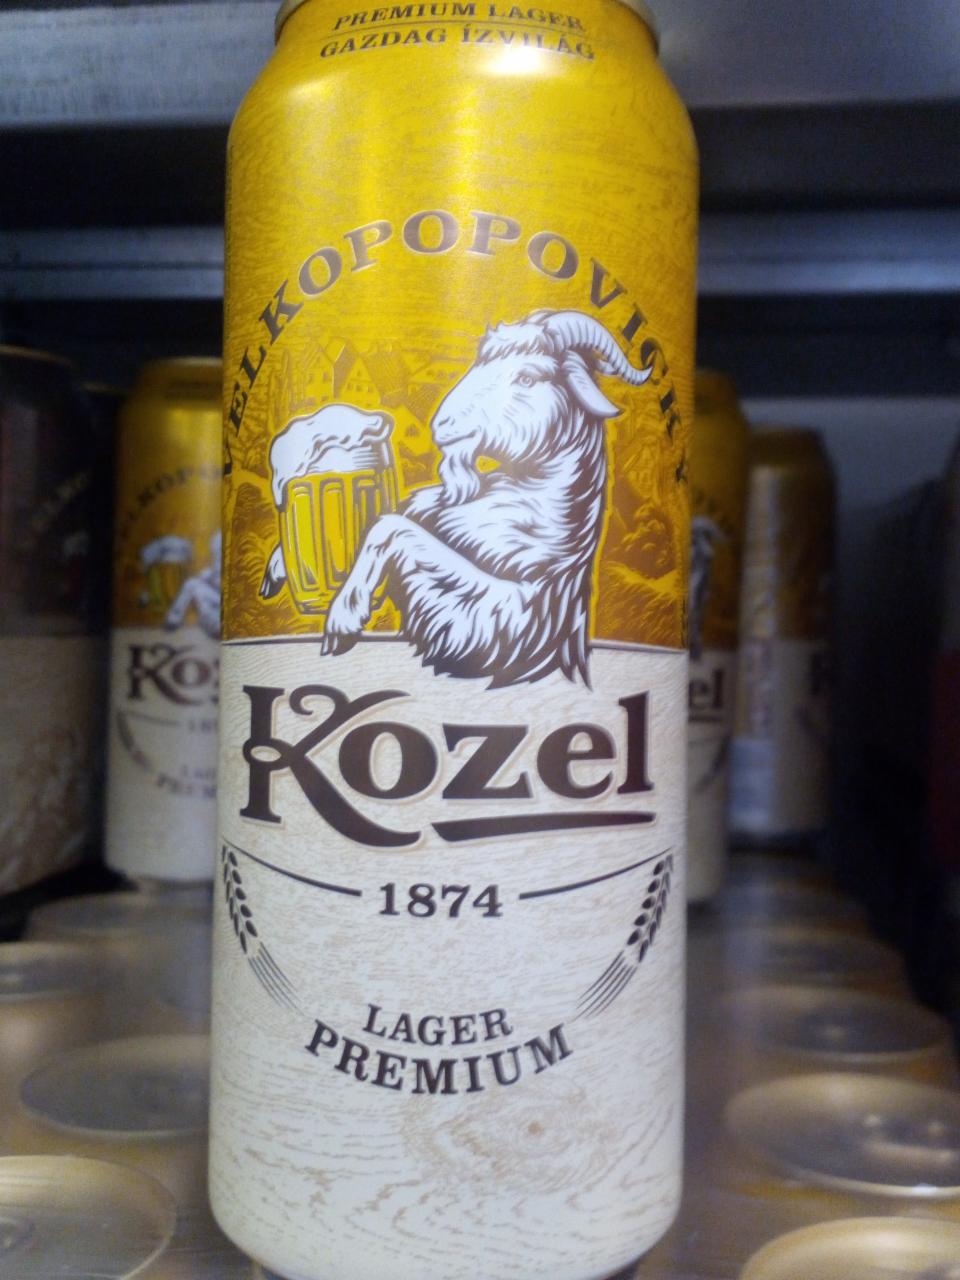 PREMIUM LAGER
GAZDAG ÍZVILÁG
VELKOPOPOVICKÝ
Kozel
1874
LAGER
PREMIUM